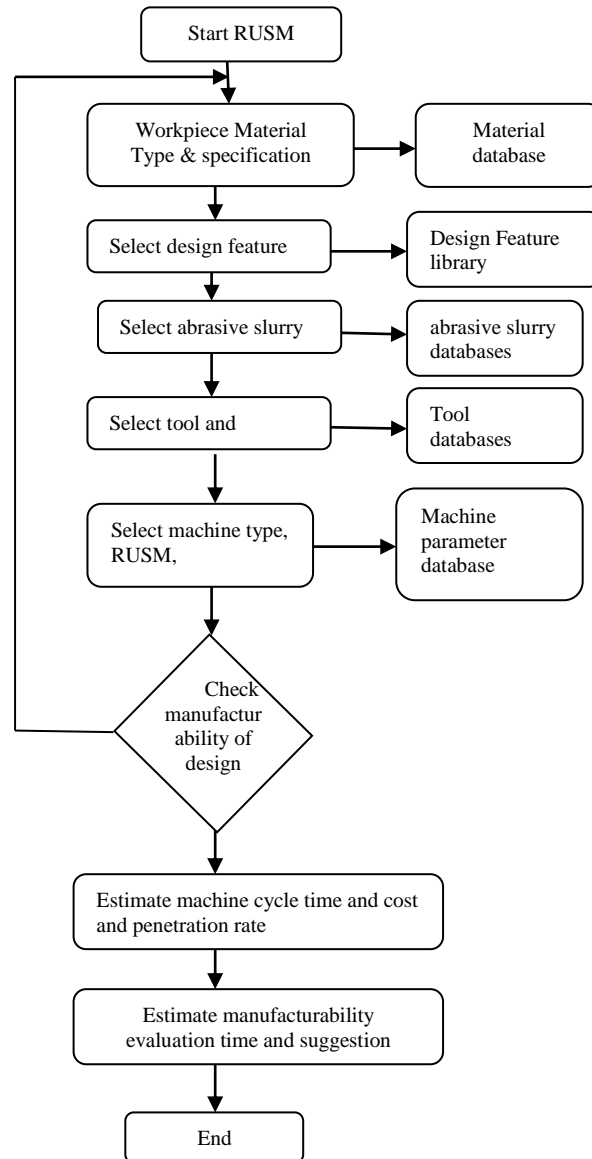 Start RUSM
Workpiece Material
Type & specification
Material
database
Select design feature
Design Feature
library
Select abrasive slurry
abrasive slurry
databases
Select tool and
Tool
databases
Select machine type,
RUSM,
Machine
parameter
database
Check
manufactur
ability of
design
Estimate machine cycle time and cost
and penetration rate
Estimate manufacturability
evaluation time and suggestion
End